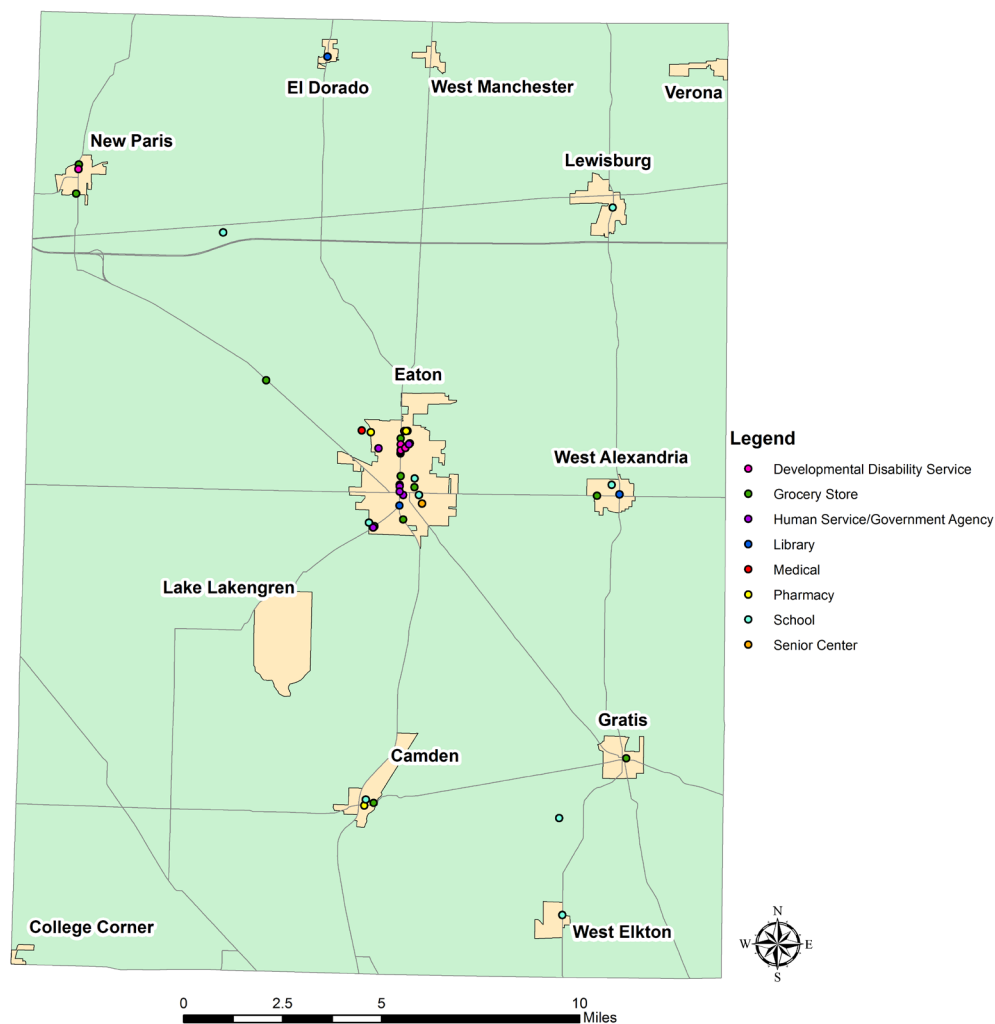 El Dorado
West Manchester
Verona
New Paris
Lewisburg
Eaton
West Alexandria
Lake Lakengren
Gratis
Camden
College Corner
West Elkton
Legend
Developmental Disability Service
Grocery Store
Human Service/Government Agency
Library
Medical
Pharmacy
School
Senior Center
N
W E
S
0 2.5 5 10
Miles